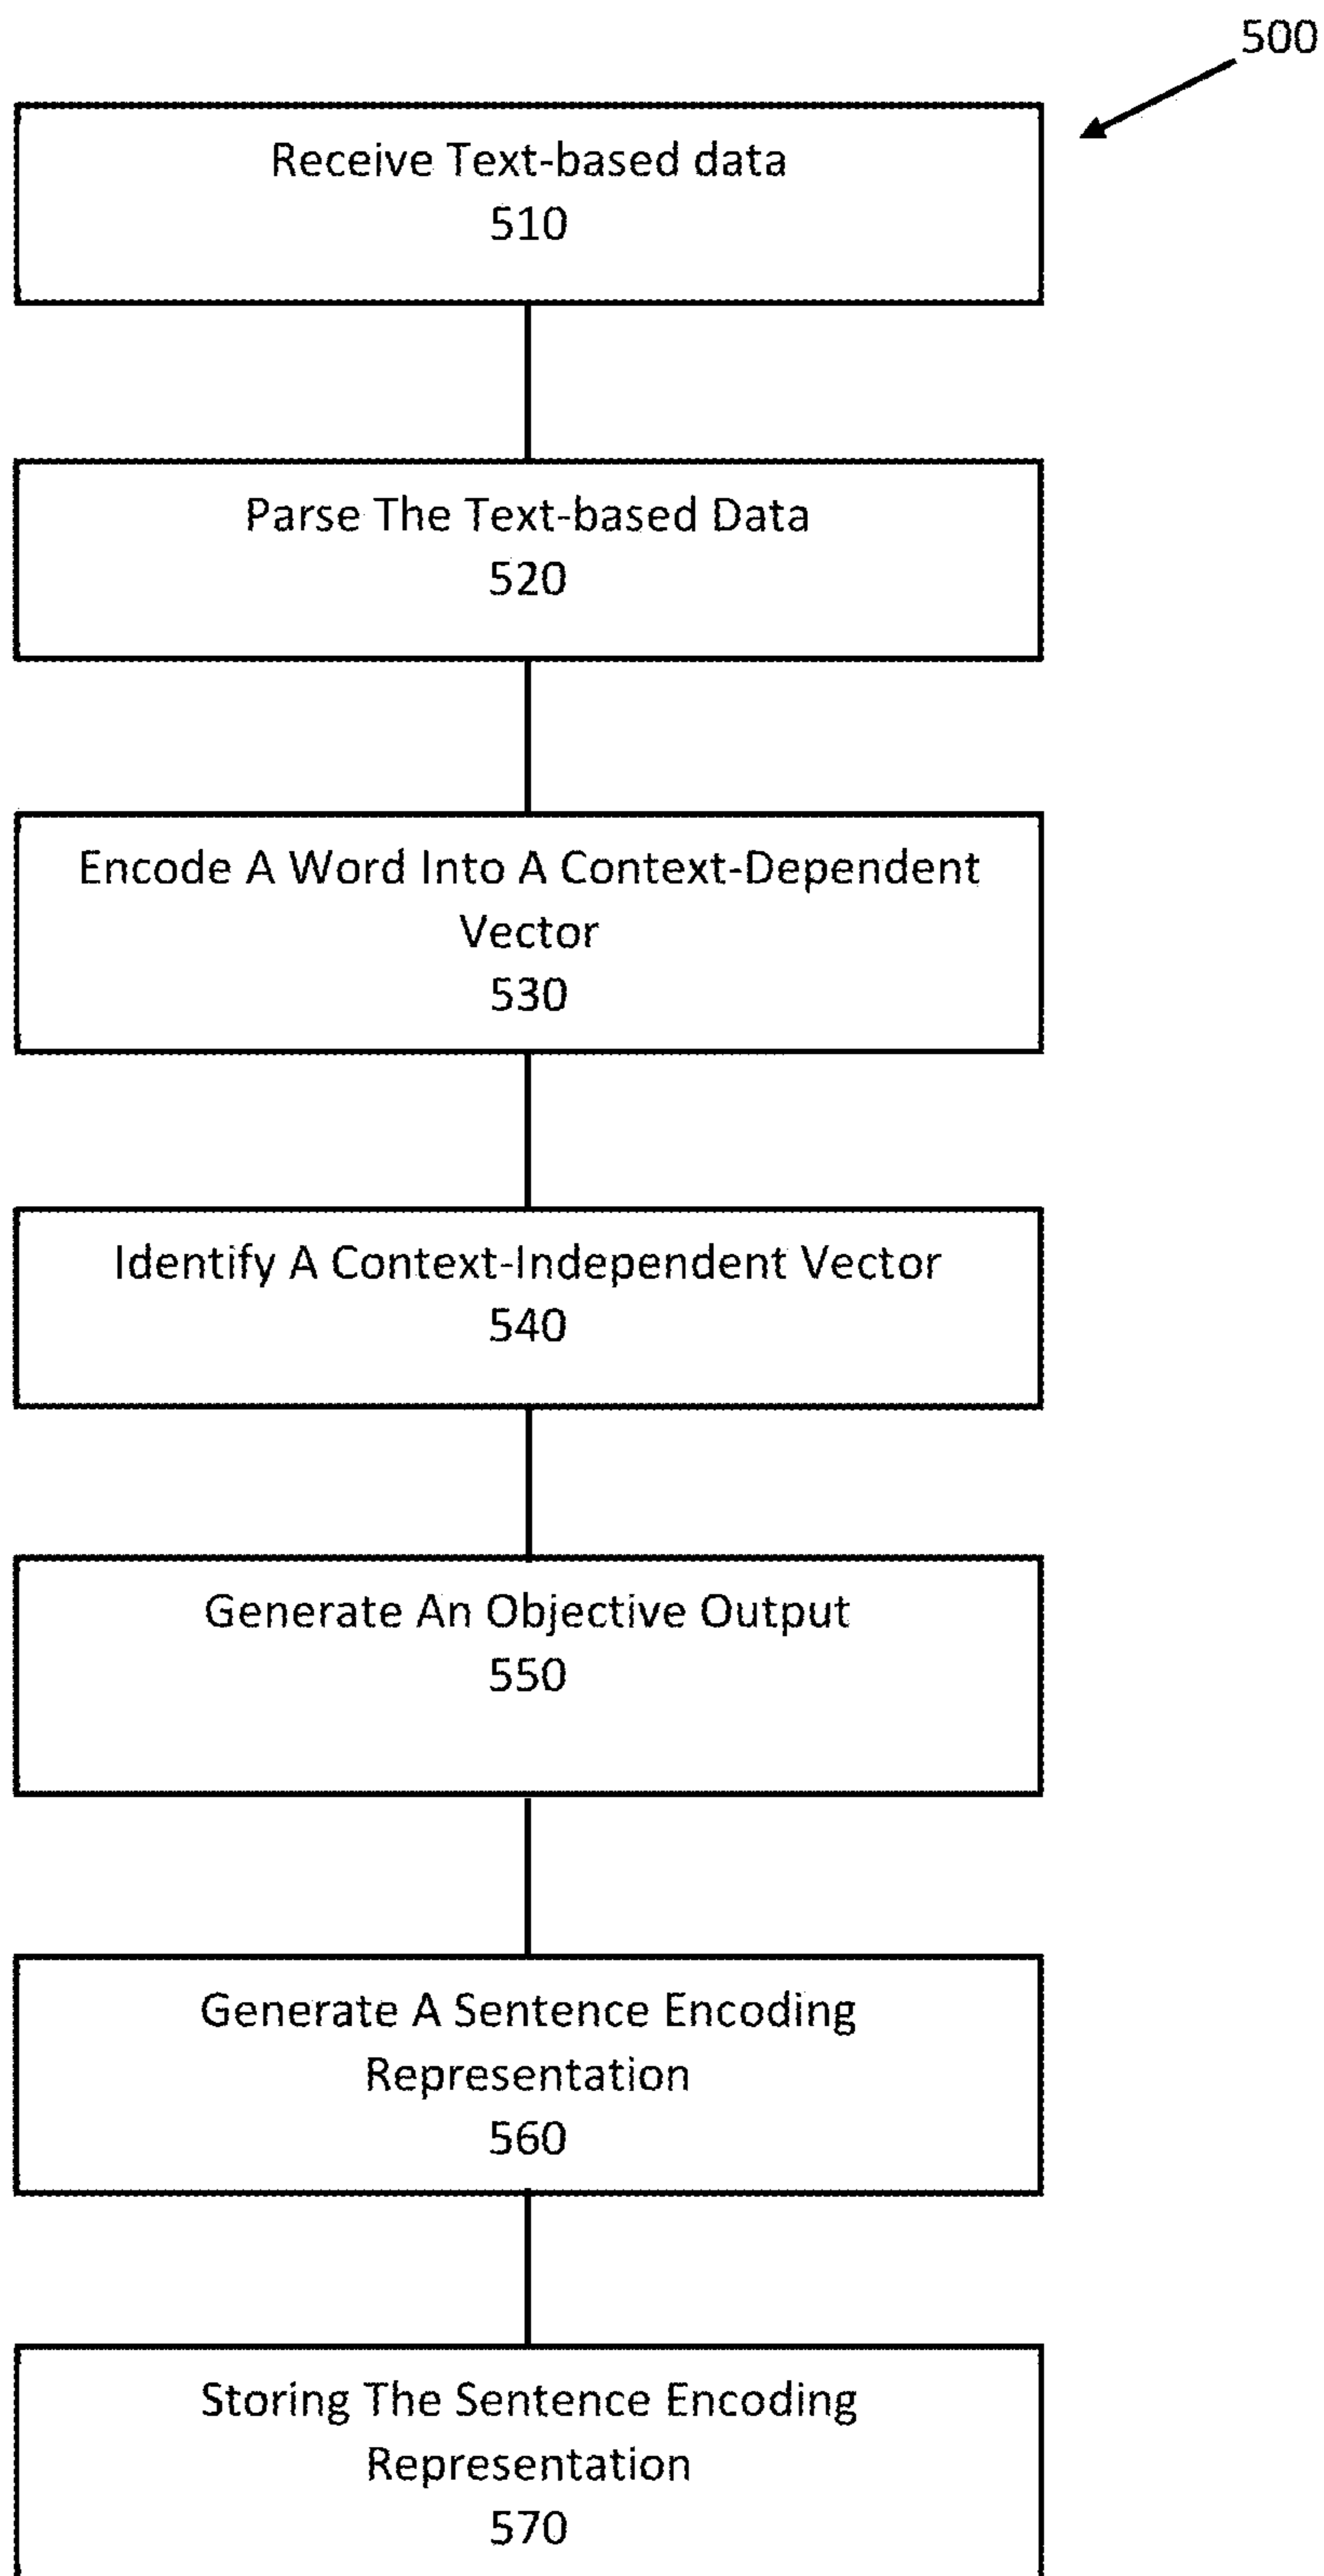 500
Receive Text-based data
510
Parse The Text-based Data
520
Encode A Word Into A Context-Dependent
Vector
530
Identify A Context-Independent Vector
540
Generate An Objective Output
550
Generate A Sentence Encoding
Representation
560
Storing The Sentence Encoding
Representation
570